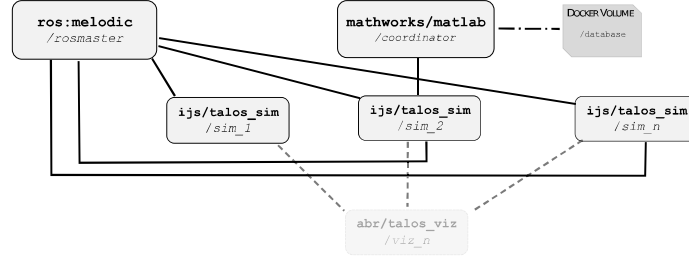 ros:melodic
/rosmaster
mathworks/matlab
/coordinator
DOCKER VOLUME
/database
ijs/talos_sim
/sim_1
ijs/talos_sim
/sim_2
ijs/talos_sim
/sim_n
abr/talos_viz
/viz_n